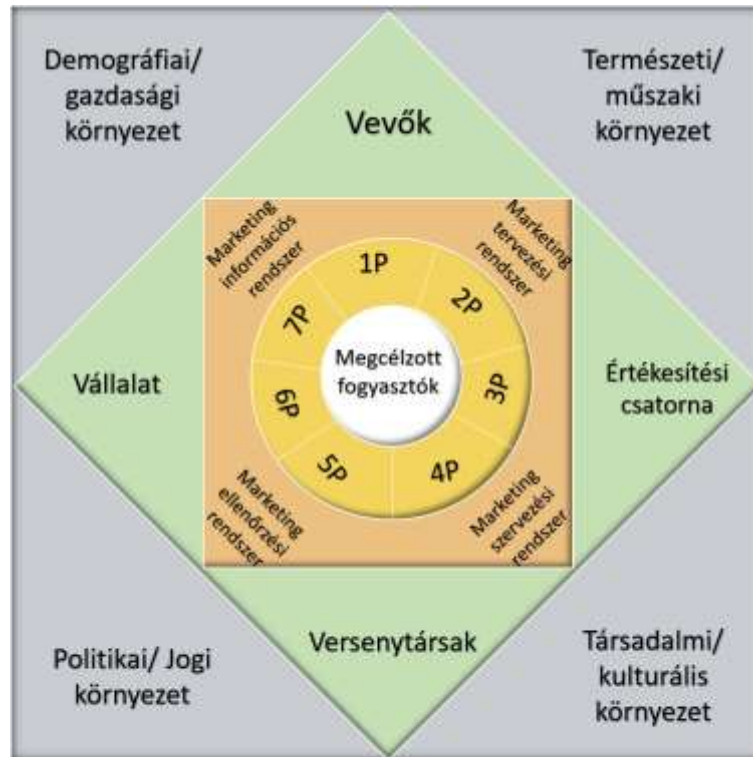 Demográfiai/
gazdasági
környezet
Természeti/
műszaki
környezet
Vevők
Marketing
információs
rendszer
Marketing
tervezési
rendszer
1P
2P
3P
4P
5P
6P
7P
Megcélzott
fogyasztók
Vállalat
Értékesítési
csatorna
Marketing
ellenőrzési
rendszer
Marketing
szervezési
rendszer
Versenytársak
Politikai/ Jogi
környezet
Társadalmi/
kulturális
környezet